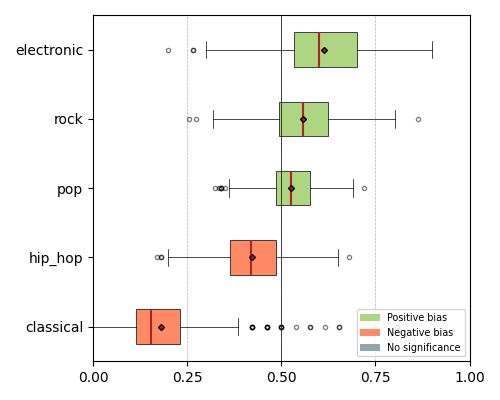 electronic
rock
pop
hip_hop
classical
Positive bias
Negative bias
No significance
0.00 0.25 0.50 0.75 1.00